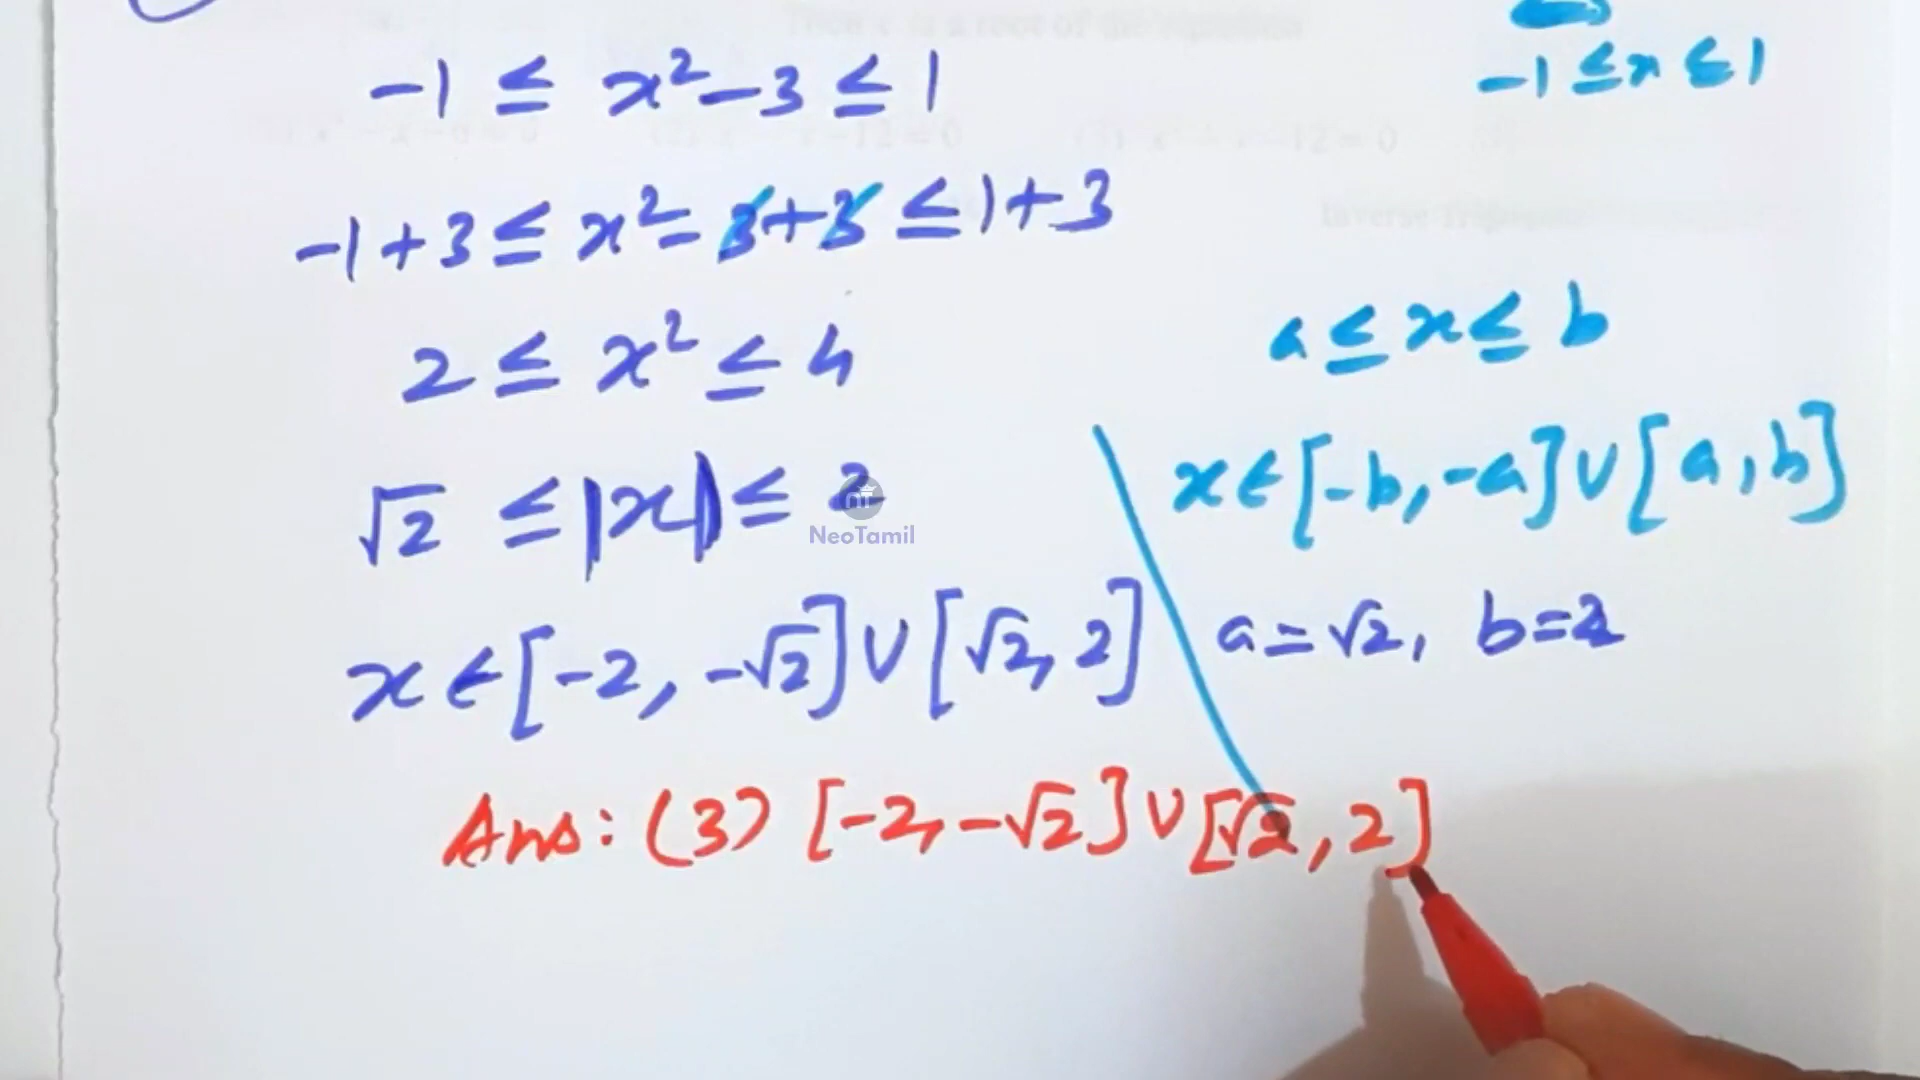 -1 ≤ x² - 3 ≤ 1
-1 ≤ x ≤ 1
-1 + 3 ≤ x² - 3 + 3 ≤ 1 + 3
2 ≤ x² ≤ 4
a ≤ x ≤ b
√2 ≤ |x| ≤ 2
x ∈ [-b, -a] ∪ [a, b]
NeoTamil
x ∈ [-2, -√2] ∪ [√2, 2]
a = √2, b = 2
Ans: (3) [-2, -√2] ∪ [√2, 2]